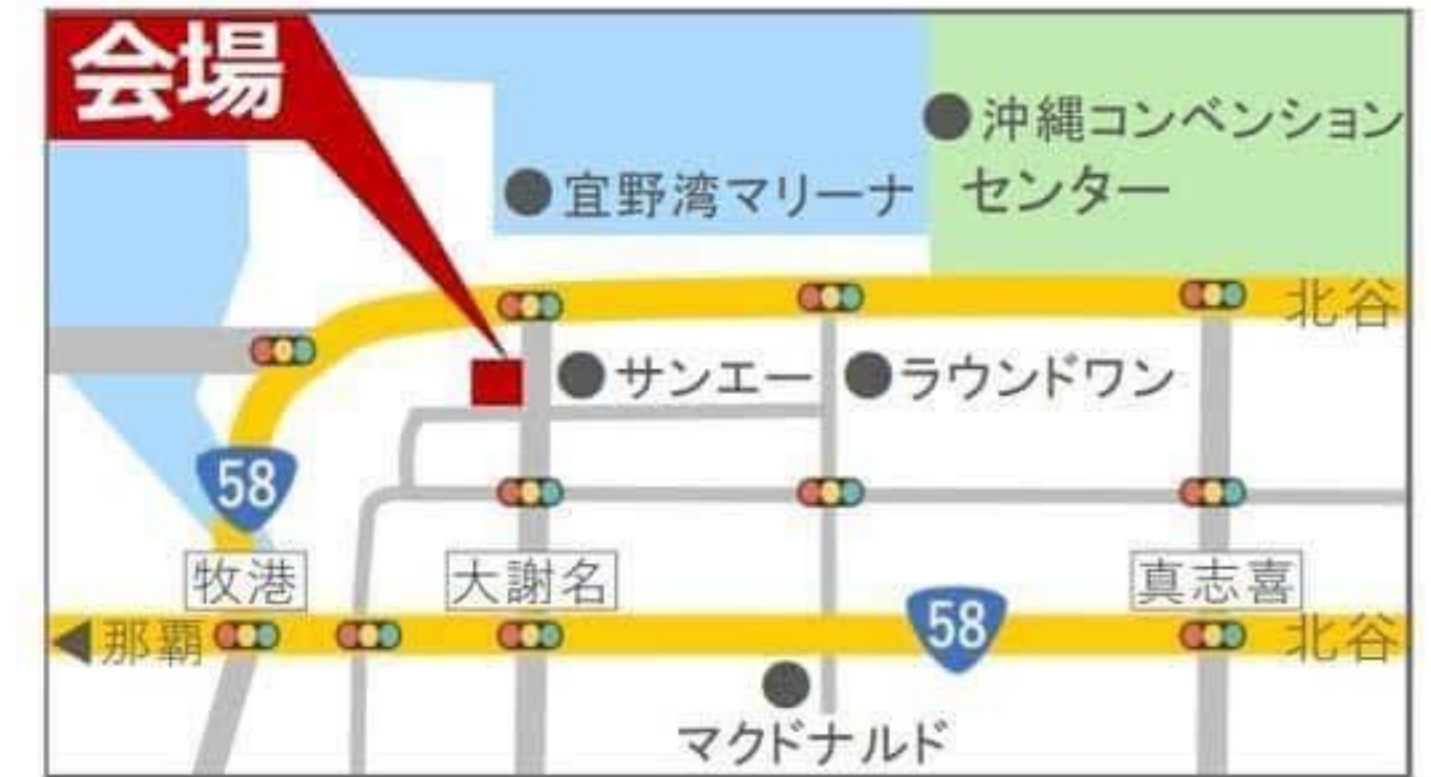 会場
沖縄コンベンション
センター
宜野湾マリーナ
北谷
サンエー
ラウンドワン
58
牧港
大謝名
真志喜
58
那覇
北谷
マクドナルド